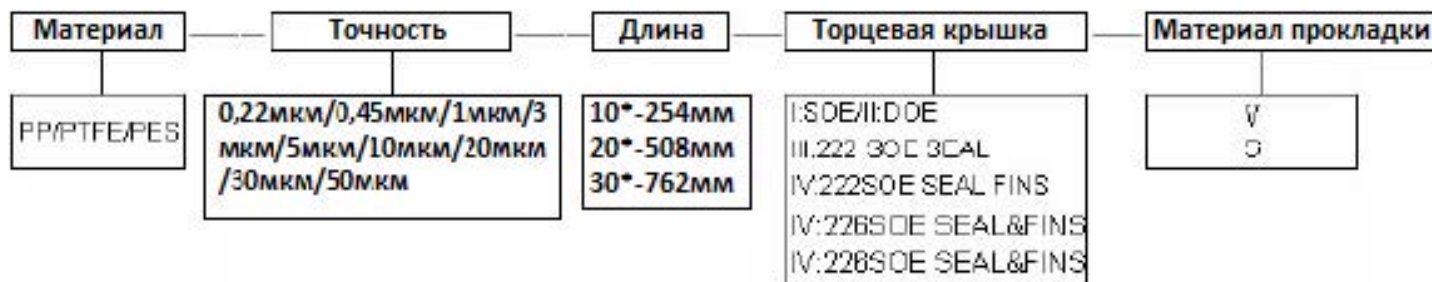 Материал
Точность
Длина
Торцевая крышка
Материал прокладки
PP/PTFE/PES
0,22мкм/0,45мкм/1мкм/3
мкм/5мкм/10мкм/20мкм
/30мкм/50мкм
10*-254мм
20*-508мм
30*-762мм
I:SOE/II:DOE
III:222 SOE SEAL
IV:222SOE SEAL FINS
IV:226SOE SEAL&FINS
IV:226SOE SEAL&FINS